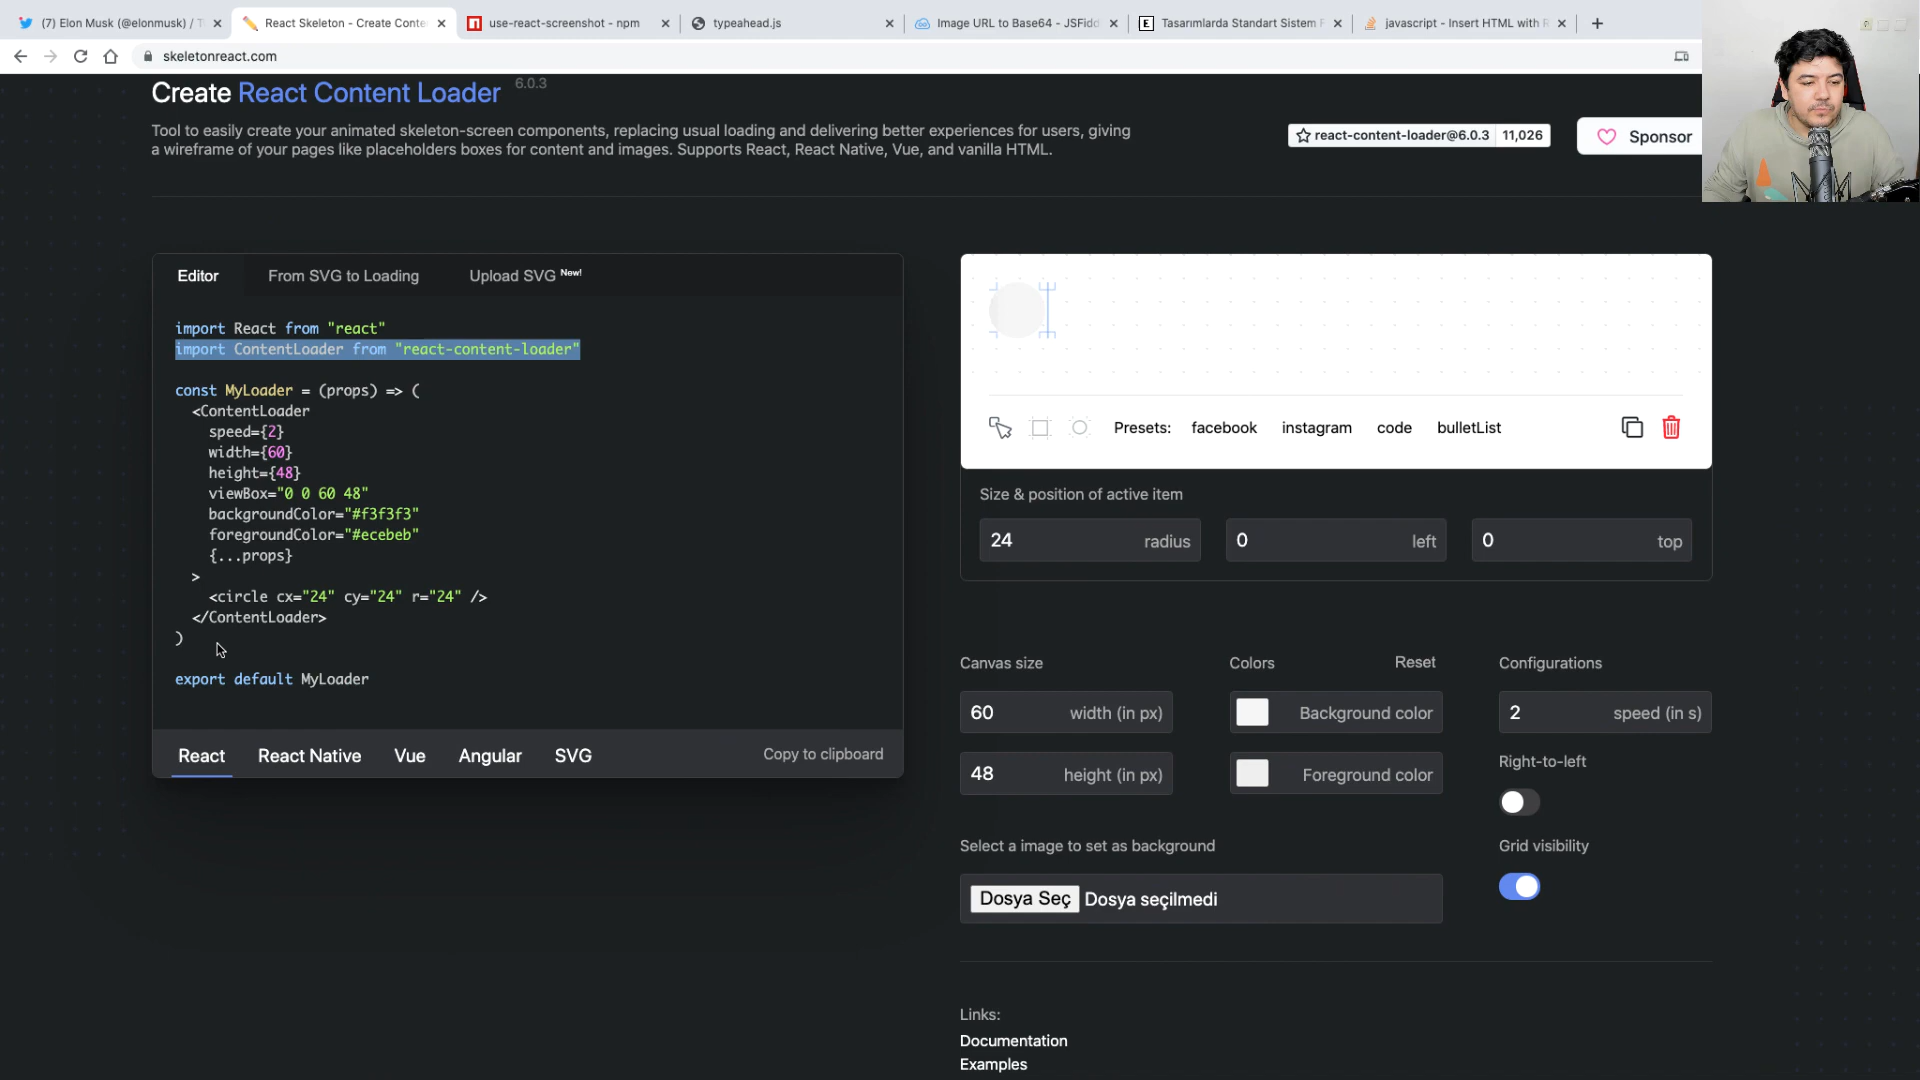 (7) Elon Musk (@elonmusk) / T
React Skeleton - Create Conte
use-react-screenshot - npm
typeahead.js
Image URL to Base64 - JSFidd
Tasarımlarda Standart Sistem F
javascript - Insert HTML with R
skeletonreact.com
Create React Content Loader 6.0.3
Tool to easily create your animated skeleton-screen components, replacing usual loading and delivering better experiences for users, giving
a wireframe of your pages like placeholders boxes for content and images. Supports React, React Native, Vue, and vanilla HTML.
react-content-loader@6.0.3 11,026
Sponsor
Editor From SVG to Loading Upload SVG New!
import React from "react"
import ContentLoader from "react-content-loader"
const MyLoader = (props) => (
<ContentLoader
speed={2}
width={60}
height={48}
viewBox="0 0 60 48"
backgroundColor="#f3f3f3"
foregroundColor="#ecebeb"
{...props}
>
<circle cx="24" cy="24" r="24" />
</ContentLoader>
)
export default MyLoader
React React Native Vue Angular SVG Copy to clipboard
Presets: facebook instagram code bulletList
Size & position of active item
24 radius 0 left 0 top
Canvas size Colors Reset Configurations
60 width (in px) Background color 2 speed (in s)
Right-to-left
48 height (in px) Foreground color
Select a image to set as background Grid visibility
Dosya Seç Dosya seçilmedi
Links:
Documentation
Examples